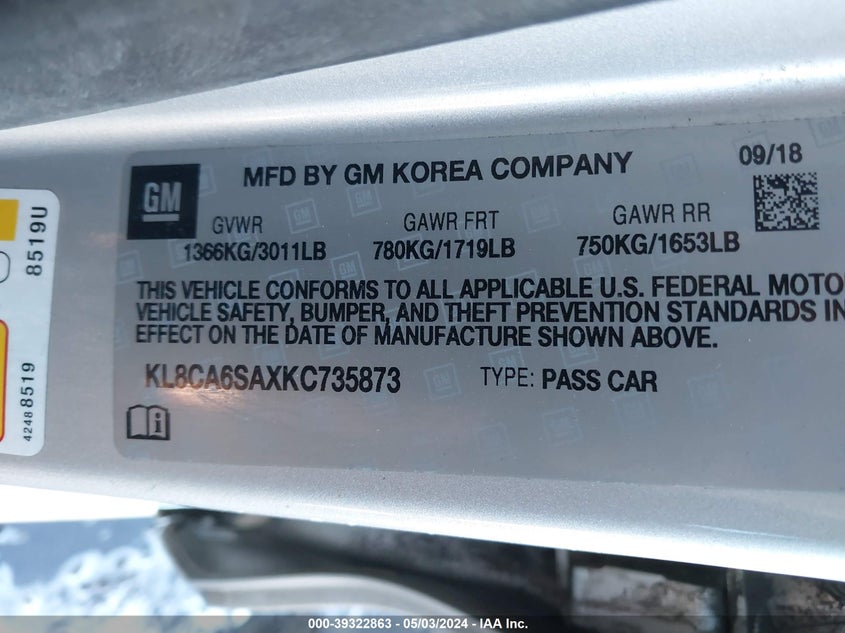 GM
MFD BY GM KOREA COMPANY
09/18
GVWR GAWR FRT GAWR RR
1366KG/3011LB 780KG/1719LB 750KG/1653LB
THIS VEHICLE CONFORMS TO ALL APPLICABLE U.S. FEDERAL MOTO
VEHICLE SAFETY, BUMPER, AND THEFT PREVENTION STANDARDS IN
EFFECT ON THE DATE OF MANUFACTURE SHOWN ABOVE.
KL8CA6SAXKC735873 TYPE: PASS CAR
8519U
42488519
000-39322863 / 05/03/2024 - IAA Inc.